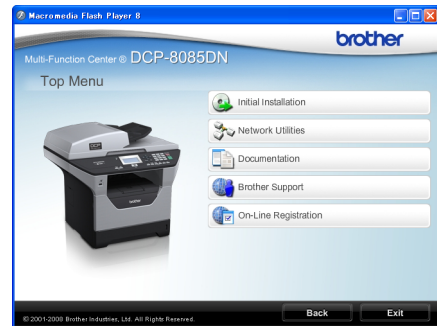 Macromedia Flash Player 8
brother
Multi-Function Center ® DCP-8085DN
Top Menu
Initial Installation
Network Utilities
Documentation
Brother Support
On-Line Registration
© 2001-2008 Brother Industries, Ltd. All Rights Reserved.
Back
Exit